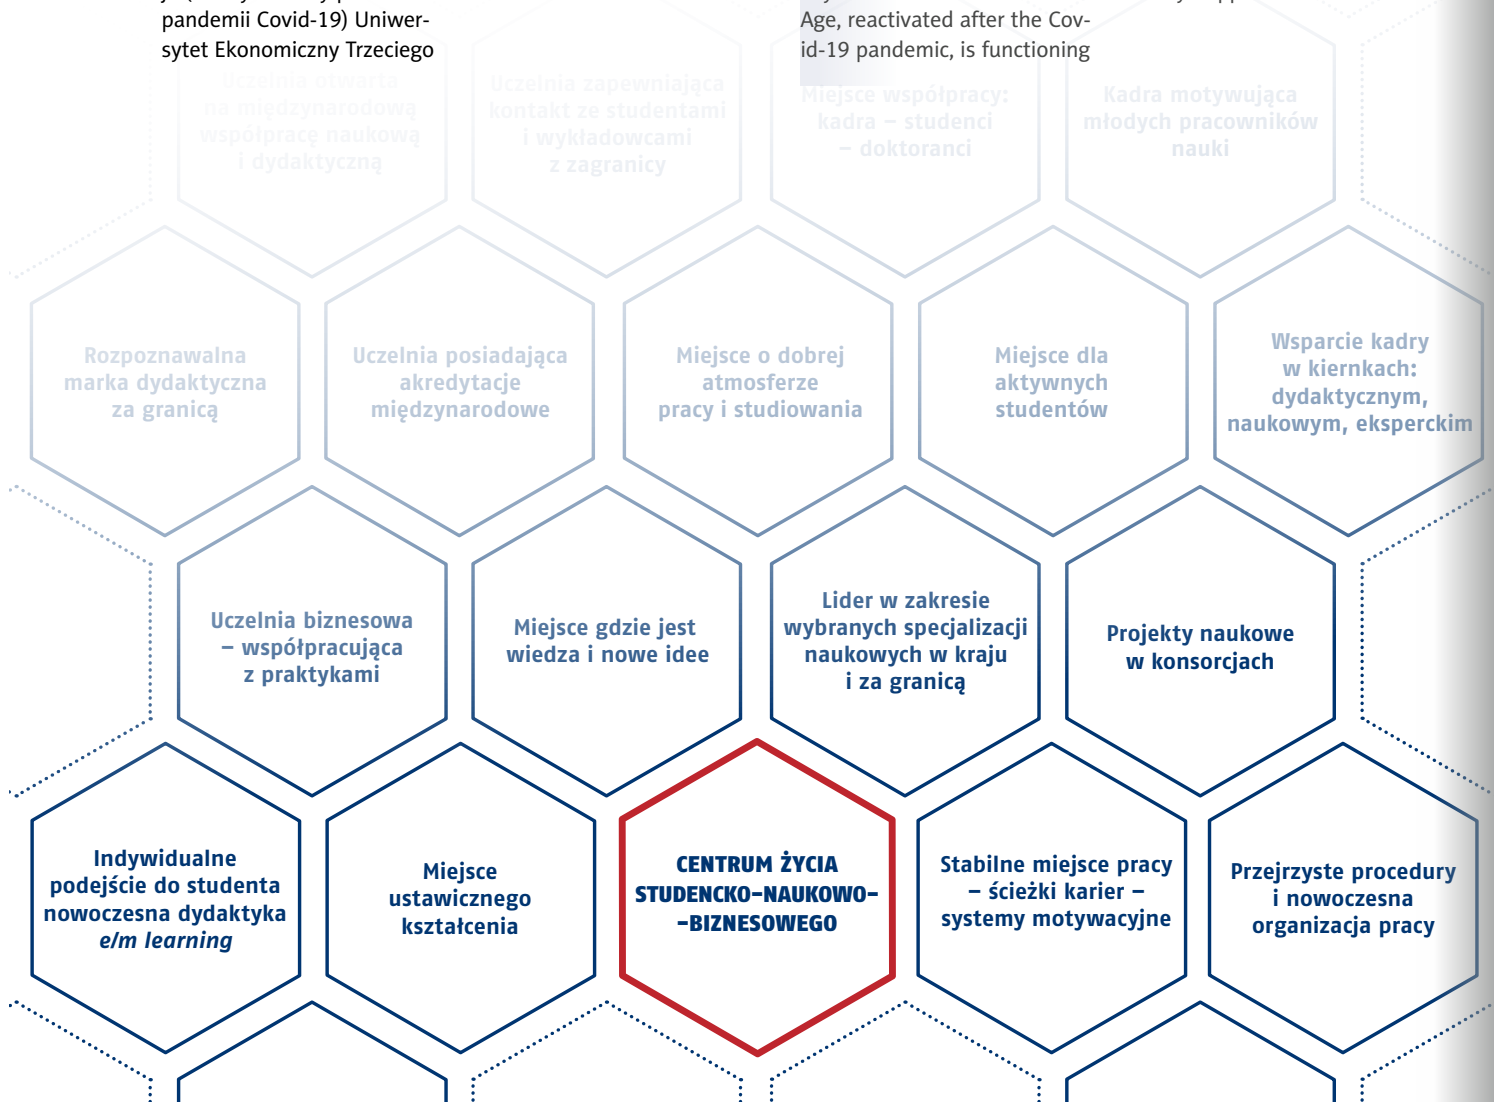 pandemii Covid-19) Uniwer-
sytet Ekonomiczny Trzeciego
Age, reactivated after the Cov-
id-19 pandemic, is functioning
Uczelnia otwarta
na międzynarodową
współpracę naukową
i dydaktyczną
Uczelnia zapewniająca
kontakt ze studentami
i wykładowcami
z zagranicy
Miejsce współpracy:
kadra – studenci
– doktoranci
Kadra motywująca
młodych pracowników
nauki
Rozpoznawalna
marka dydaktyczna
za granicą
Uczelnia posiadająca
akredytacje
międzynarodowe
Miejsce o dobrej
atmosferze
pracy i studiowania
Miejsce dla
aktywnych
studentów
Wsparcie kadry
w kiernkach:
dydaktycznym,
naukowym, eksperckim
Uczelnia biznesowa
– współpracująca
z praktykami
Miejsce gdzie jest
wiedza i nowe idee
Lider w zakresie
wybranych specjalizacji
naukowych w kraju
i za granicą
Projekty naukowe
w konsorcjach
Indywidualne
podejście do studenta
nowoczesna dydaktyka
e/m learning
Miejsce
ustawicznego
kształcenia
CENTRUM ŻYCIA
STUDENCKO-NAUKOWO-
-BIZNESOWEGO
Stabilne miejsce pracy
– ścieżki karier –
systemy motywacyjne
Przejrzyste procedury
i nowoczesna
organizacja pracy